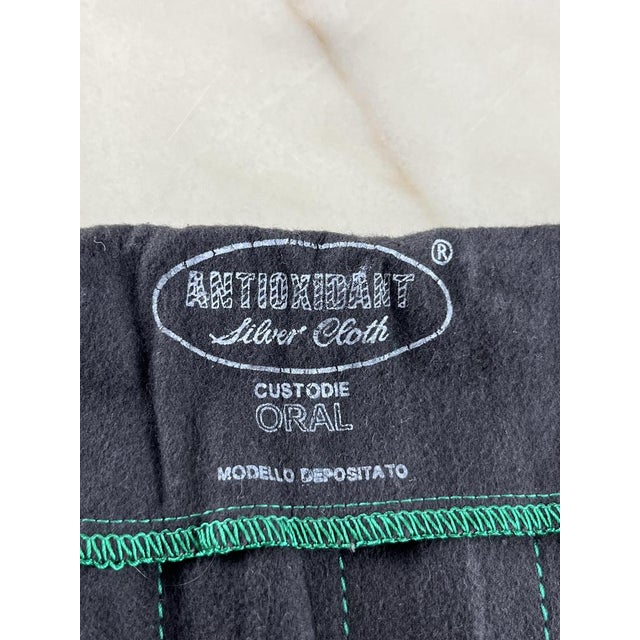 ANTIOXIDANT ®
Silver Cloth
CUSTODIE
ORAL
MODELLO DEPOSITATO